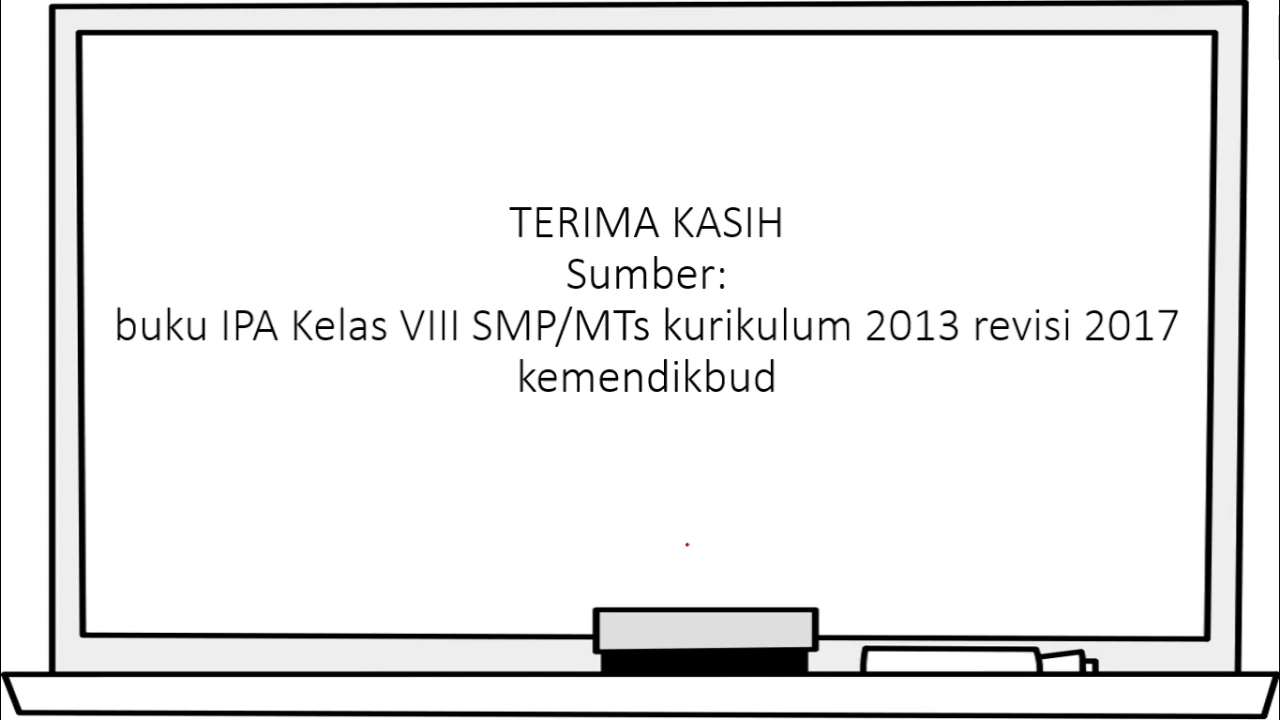 TERIMA KASIH
Sumber:
buku IPA Kelas VIII SMP/MTs kurikulum 2013 revisi 2017
kemendikbud